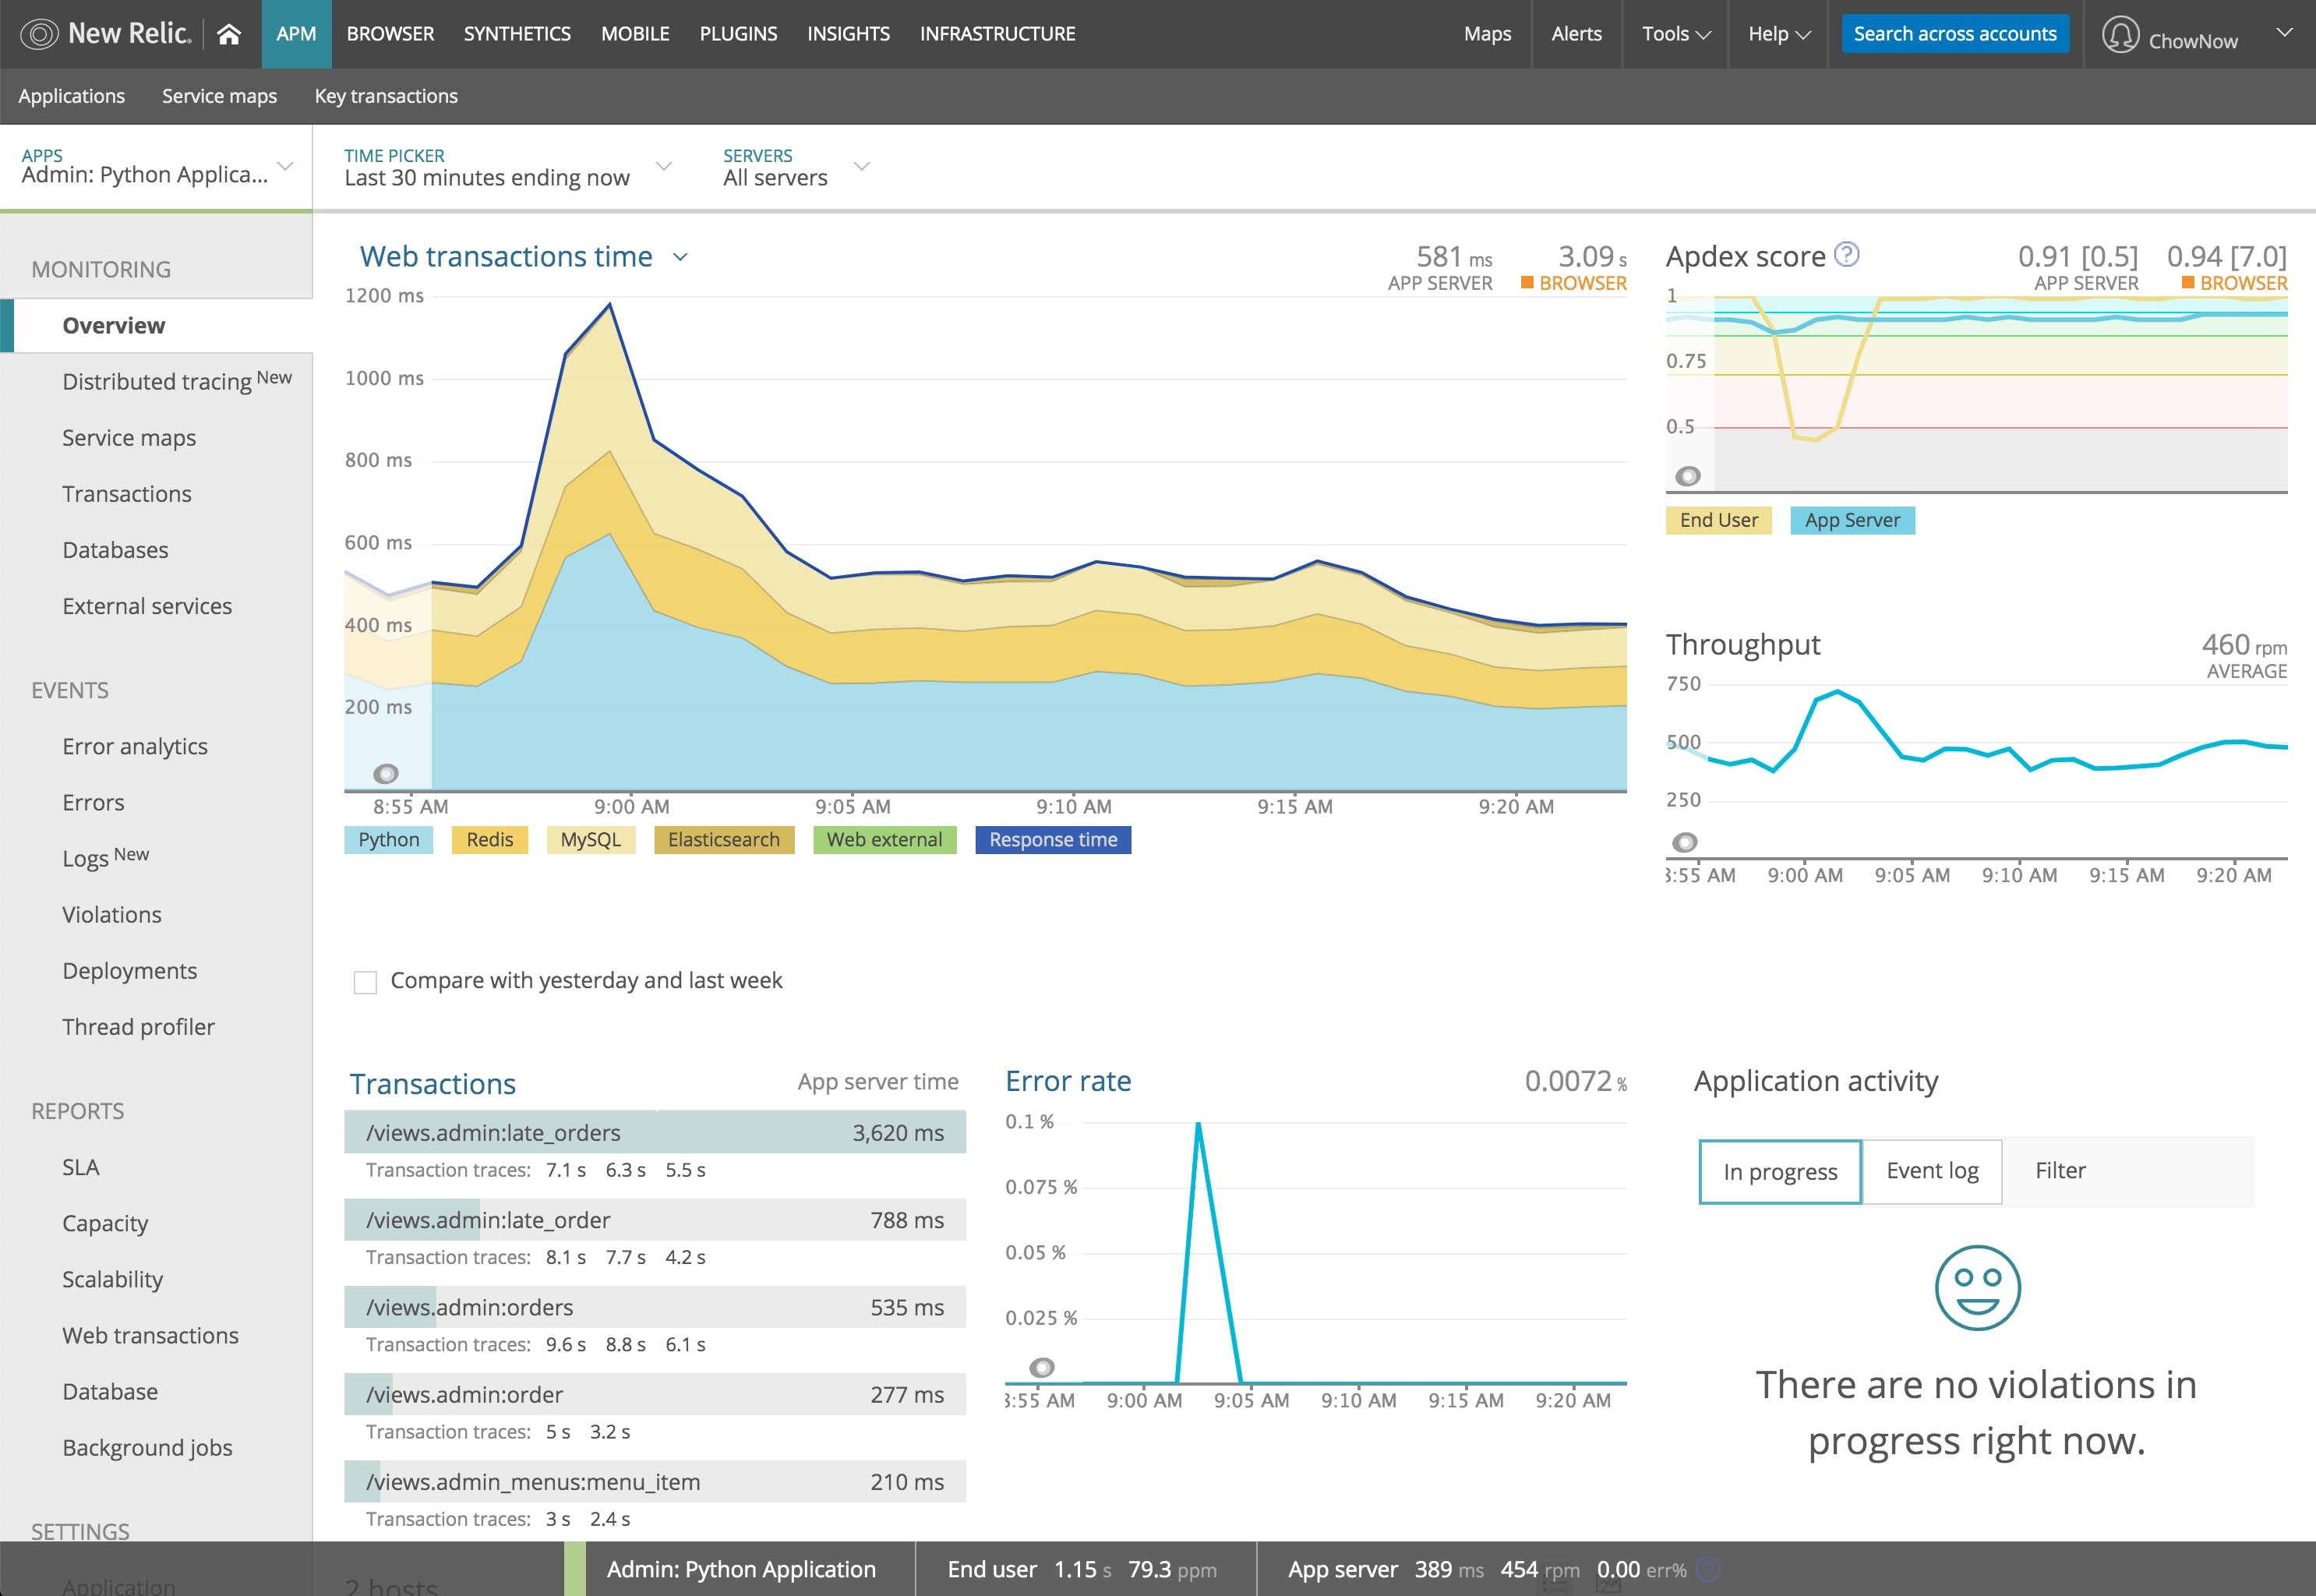 New Relic.
APM BROWSER SYNTHETICS MOBILE PLUGINS INSIGHTS INFRASTRUCTURE
Maps Alerts Tools Help Search across accounts ChowNow
Applications Service maps Key transactions
APPS
Admin: Python Applica...
TIME PICKER
Last 30 minutes ending now
SERVERS
All servers
MONITORING
Overview
Distributed tracing New
Service maps
Transactions
Databases
External services
EVENTS
Error analytics
Errors
Logs New
Violations
Deployments
Thread profiler
REPORTS
SLA
Capacity
Scalability
Web transactions
Database
Background jobs
SETTINGS
Application
Web transactions time
581 ms
APP SERVER
3.09 s
BROWSER
1200 ms
1000 ms
800 ms
600 ms
400 ms
200 ms
8:55 AM 9:00 AM 9:05 AM 9:10 AM 9:15 AM 9:20 AM
Python Redis MySQL Elasticsearch Web external Response time
Compare with yesterday and last week
Apdex score ?
0.91 [0.5]
APP SERVER
0.94 [7.0]
BROWSER
1
0.75
0.5
End User App Server
Throughput
460 rpm
AVERAGE
750
500
250
:55 AM 9:00 AM 9:05 AM 9:10 AM 9:15 AM 9:20 AM
Transactions App server time
/views.admin:late_orders 3,620 ms
Transaction traces: 7.1 s 6.3 s 5.5 s
/views.admin:late_order 788 ms
Transaction traces: 8.1 s 7.7 s 4.2 s
/views.admin:orders 535 ms
Transaction traces: 9.6 s 8.8 s 6.1 s
/views.admin:order 277 ms
Transaction traces: 5 s 3.2 s
/views.admin_menus:menu_item 210 ms
Transaction traces: 3 s 2.4 s
Error rate 0.0072 %
0.1 %
0.075 %
0.05 %
0.025 %
:55 AM 9:00 AM 9:05 AM 9:10 AM 9:15 AM 9:20 AM
Application activity
In progress Event log Filter
There are no violations in
progress right now.
2 hosts
Admin: Python Application End user 1.15 s 79.3 ppm App server 389 ms 454 rpm 0.00 err% ?